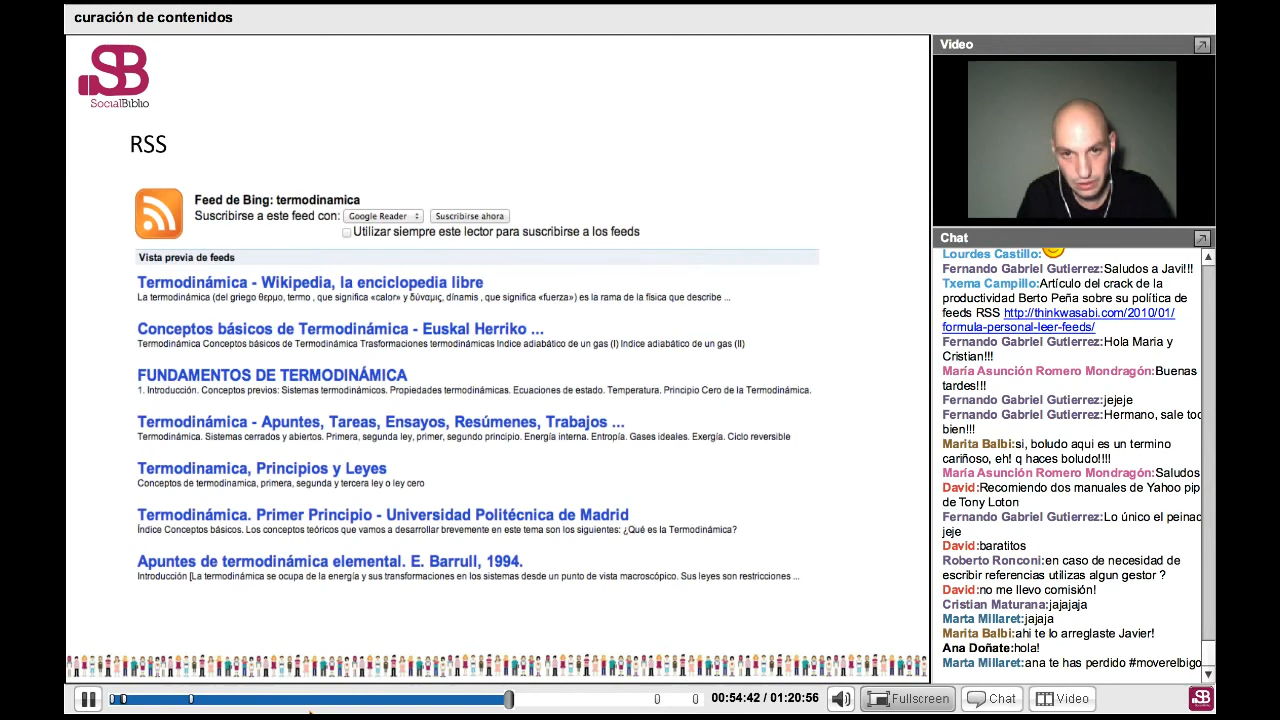 curación de contenidos
SB
SocialBiblio
RSS
Feed de Bing: termodinamica
Suscribirse a este feed con: Google Reader Suscribirse ahora
Utilizar siempre este lector para suscribirse a los feeds
Vista previa de feeds
Termodinámica - Wikipedia, la enciclopedia libre
La termodinámica (del griego θερμο, termo , que significa «calor» y δύναμις, dínamis , que significa «fuerza») es la rama de la física que describe ...
Conceptos básicos de Termodinámica - Euskal Herriko ...
Termodinámica Conceptos básicos de Termodinámica Trasformaciones termodinámicas Indice adiabático de un gas (I) Indice adiabático de un gas (II)
FUNDAMENTOS DE TERMODINÁMICA
1. Introducción. Conceptos previos: Sistemas termodinámicos. Propiedades termodinámicas. Ecuaciones de estado. Temperatura. Principio Cero de la Termodinámica.
Termodinámica - Apuntes, Tareas, Ensayos, Resúmenes, Trabajos ...
Termodinámica. Sistemas cerrados y abiertos. Primera, segunda ley, primer, segundo principio. Energía interna. Entropía. Gases ideales. Exergía. Ciclo reversible
Termodinamica, Principios y Leyes
Conceptos de termodinamica, primera, segunda y tercera ley o ley cero
Termodinámica. Primer Principio - Universidad Politécnica de Madrid
Índice Conceptos básicos. Los conceptos teóricos que vamos a desarrollar brevemente en este tema son los siguientes: ¿Qué es la Termodinámica?
Apuntes de termodinámica elemental. E. Barrull, 1994.
Introducción [La termodinámica se ocupa de la energía y sus transformaciones en los sistemas desde un punto de vista macroscópico. Sus leyes son restricciones ...
Video
Chat
Lourdes Castillo:
Fernando Gabriel Gutierrez:Saludos a Javi!!!
Txema Campillo:Artículo del crack de la
productividad Berto Peña sobre su política de
feeds RSS http://thinkwasabi.com/2010/01/
formula-personal-leer-feeds/
Fernando Gabriel Gutierrez:Hola Maria y
Cristian!!!
María Asunción Romero Mondragón:Buenas
tardes!!!
Fernando Gabriel Gutierrez:jejeje
Fernando Gabriel Gutierrez:Hermano, sale too
bien!!!
Marita Balbi:si, boludo aqui es un termino
cariñoso, eh! q haces boludo!!!!
María Asunción Romero Mondragón:Saludos
David:Recomiendo dos manuales de Yahoo pip
de Tony Loton
Fernando Gabriel Gutierrez:Lo único el peinad
jeje
David:baratitos
Roberto Ronconi:en caso de necesidad de
escribir referencias utilizas algun gestor ?
David:no me llevo comisión!
Cristian Maturana:jajajaja
Marta Millaret:jajaja
Marita Balbi:ahi te lo arreglaste Javier!
Ana Doñate:hola!
Marta Millaret:ana te has perdido #moverelbigo
00:54:42 / 01:20:56 Fullscreen Chat Video